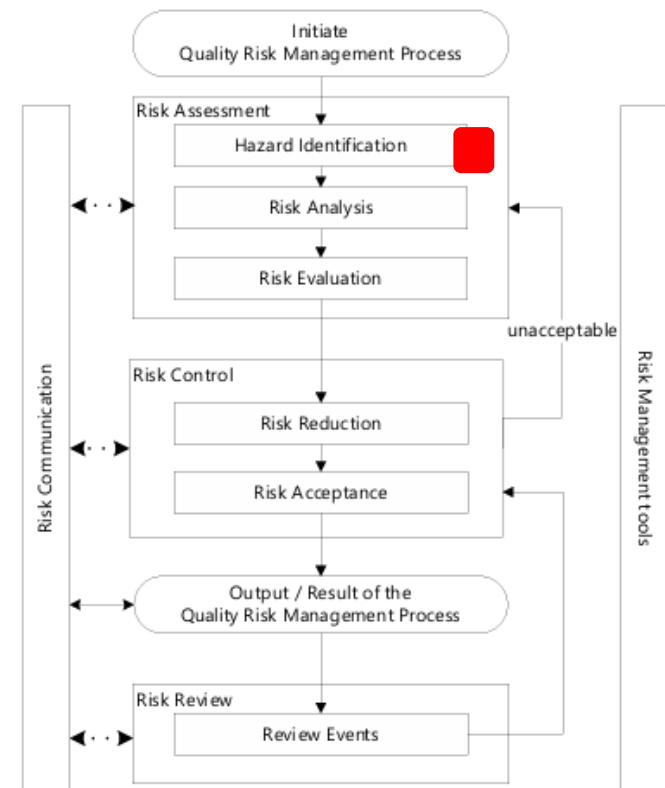 Initiate
Quality Risk Management Process
Risk Assessment
Hazard Identification
Risk Analysis
Risk Evaluation
unacceptable
Risk Control
Risk Reduction
Risk Acceptance
Risk Communication
Risk Management tools
Output / Result of the
Quality Risk Management Process
Risk Review
Review Events